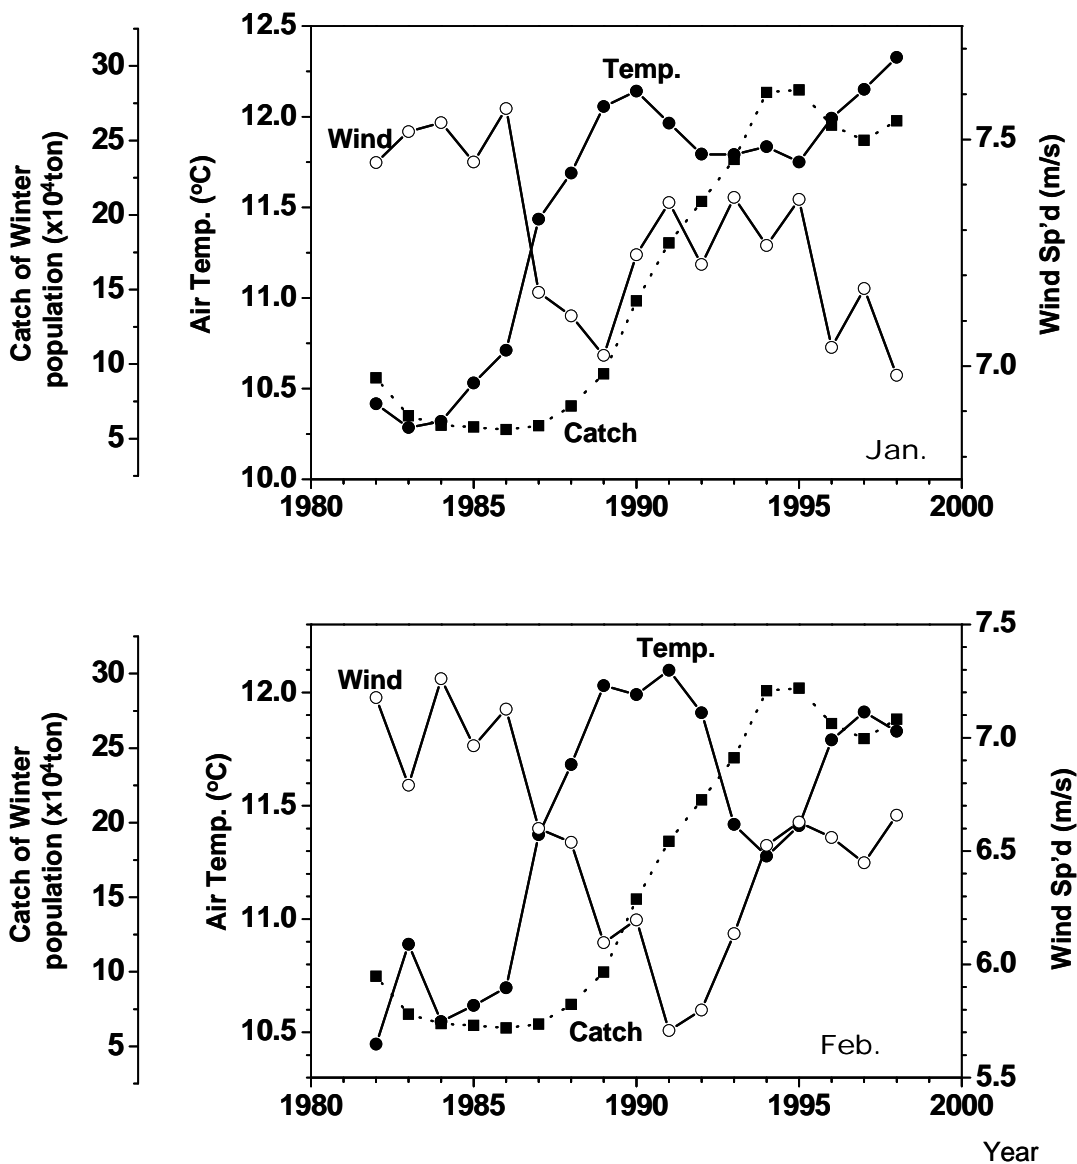 12.5
30
Temp.
12.0
Wind
7.5
25
11.5
20
Catch of Winter
population (x10⁴ton)
Air Temp. (ºC)
Wind Sp'd (m/s)
15
11.0
10
7.0
10.5
5
Catch
Jan.
10.0
1980
1985
1990
1995
2000
7.5
Temp.
30
Wind
12.0
7.0
25
11.5
20
6.5
Catch of Winter
population (x10⁴ton)
Air Temp. (ºC)
Wind Sp'd (m/s)
15
11.0
10
6.0
10.5
5
Catch
Feb.
5.5
1980
1985
1990
1995
2000
Year